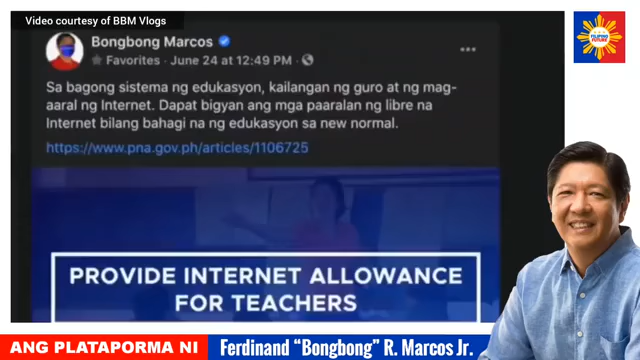 Video courtesy of BBM Vlogs
FILIPINO
FUTURE
Bongbong Marcos
Favorites · June 24 at 12:49 PM ·
Sa bagong sistema ng edukasyon, kailangan ng guro at ng mag-
aaral ng Internet. Dapat bigyan ang mga paaralan ng libre na
Internet bilang bahagi na ng edukasyon sa new normal.
https://www.pna.gov.ph/articles/1106725
PROVIDE INTERNET ALLOWANCE
FOR TEACHERS
ANG PLATAPORMA NI Ferdinand “Bongbong” R. Marcos Jr.